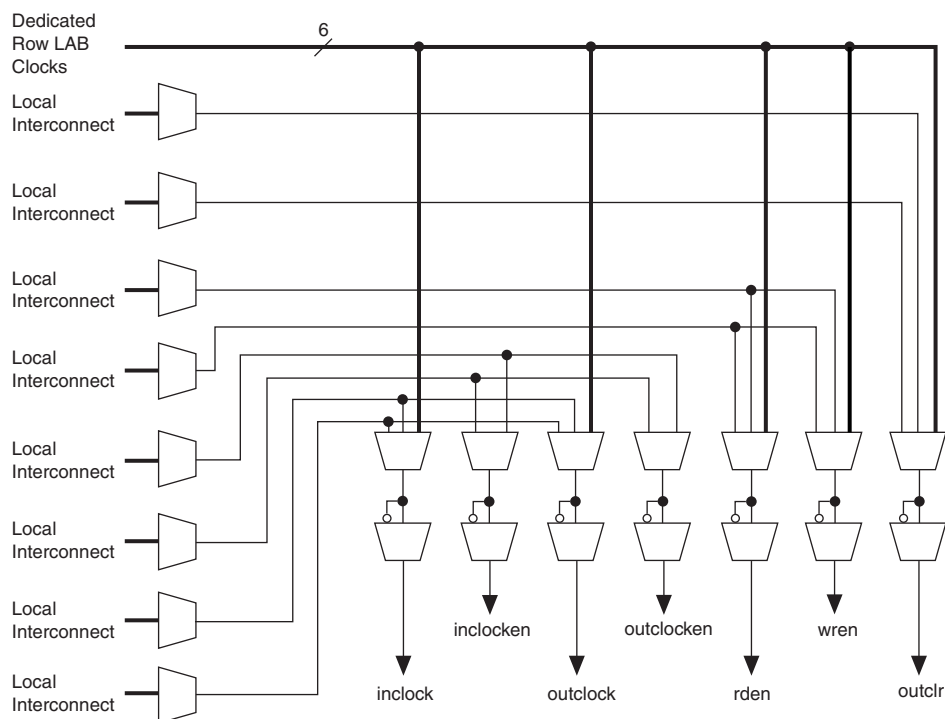 Dedicated
Row LAB
Clocks
6
Local
Interconnect
Local
Interconnect
Local
Interconnect
Local
Interconnect
Local
Interconnect
Local
Interconnect
Local
Interconnect
Local
Interconnect
inclocken
outclocken
wren
inclock
outclock
rden
outclr